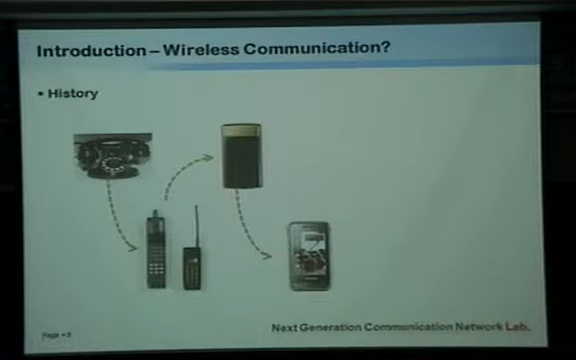 Introduction – Wireless Communication?
• History
Next Generation Communication Network Lab.